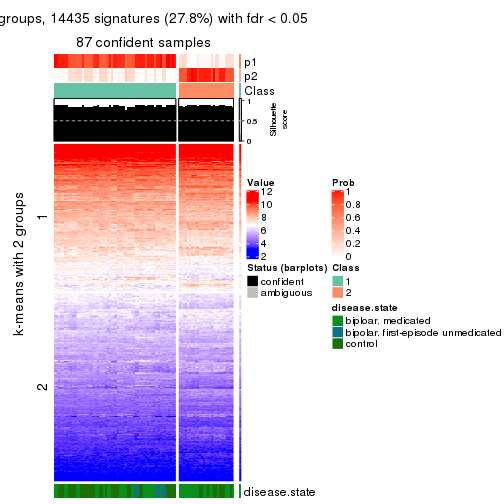 groups, 14435 signatures (27.8%) with fdr < 0.05
87 confident samples
p1
p2
Class
1
0.5
0
Silhouette
score
k-means with 2 groups
1
2
Value
12
10
8
6
4
2
Prob
1
0.8
0.6
0.4
0.2
0
Status (barplots)
confident
ambiguous
Class
1
2
disease.state
biploar. medicated
bipolar. first-episode unmedicated
control
disease.state